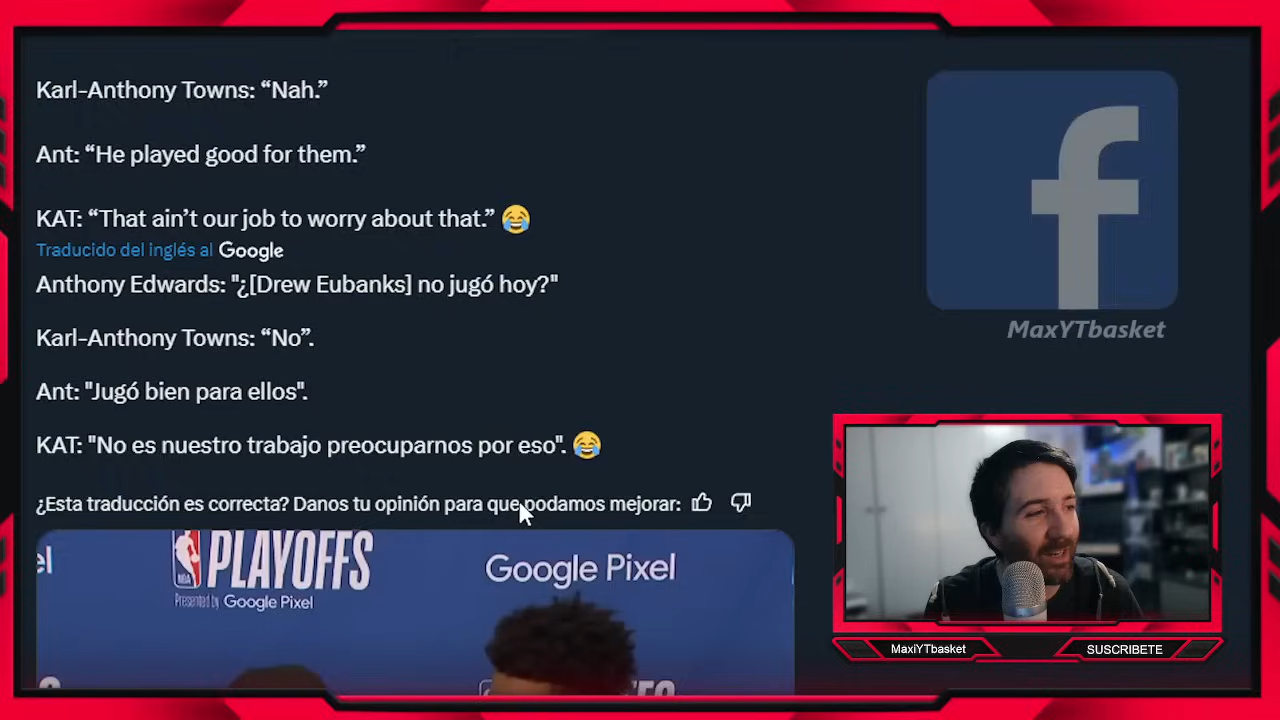 Karl-Anthony Towns: “Nah.”
Ant: “He played good for them.”
KAT: “That ain’t our job to worry about that.” 😂
Traducido del inglés al Google
Anthony Edwards: "¿[Drew Eubanks] no jugó hoy?"
Karl-Anthony Towns: “No”.
Ant: "Jugó bien para ellos".
KAT: "No es nuestro trabajo preocuparnos por eso". 😂
¿Esta traducción es correcta? Danos tu opinión para que podamos mejorar:
el
NBA
PLAYOFFS
Presented by Google Pixel
Google Pixel
f
MaxYTbasket
MaxiYTbasket
SUSCRIBETE